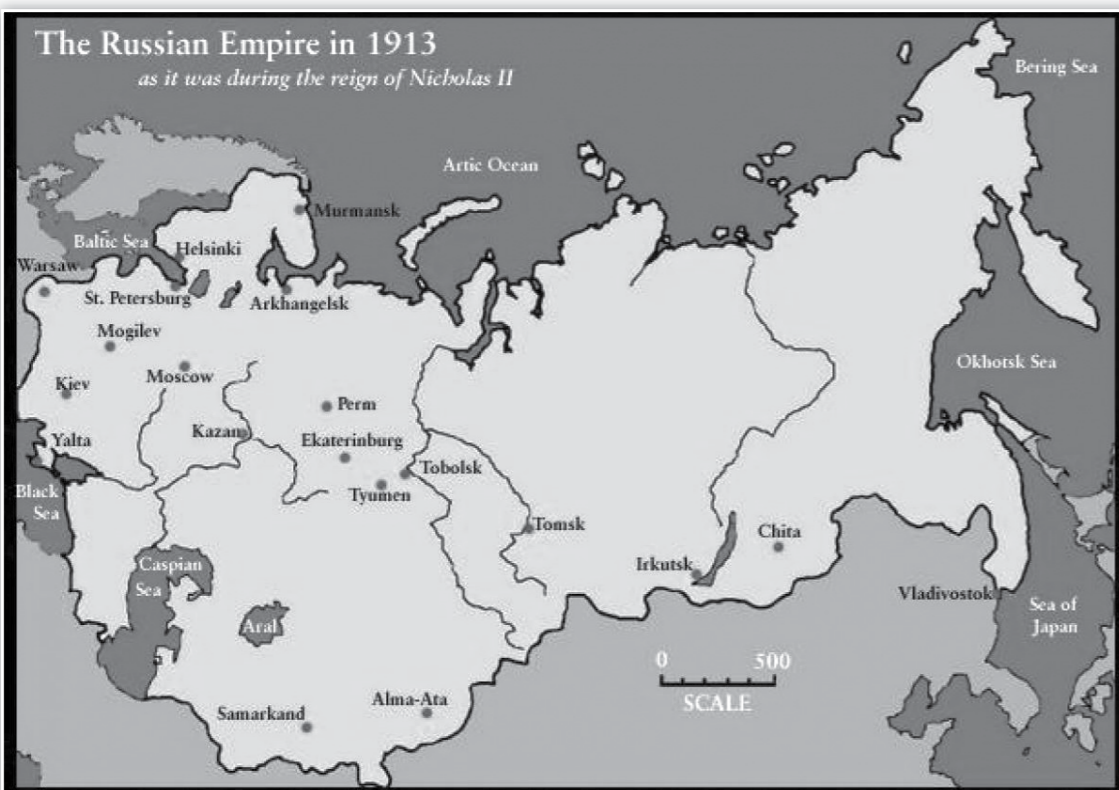 The Russian Empire in 1913
as it was during the reign of Nicholas II
Bering Sea
Artic Ocean
Murmansk
Baltic Sea
Helsinki
Warsaw
St. Petersburg
Arkhangelsk
Mogilev
Okhotsk Sea
Moscow
Kiev
Perm
Kazan
Ekaterinburg
Yalta
Tobolsk
Tyumen
Black
Sea
Tomsk
Chita
Caspian
Sea
Irkutsk
Vladivostok
Sea of
Japan
Aral
0 500
SCALE
Alma-Ata
Samarkand